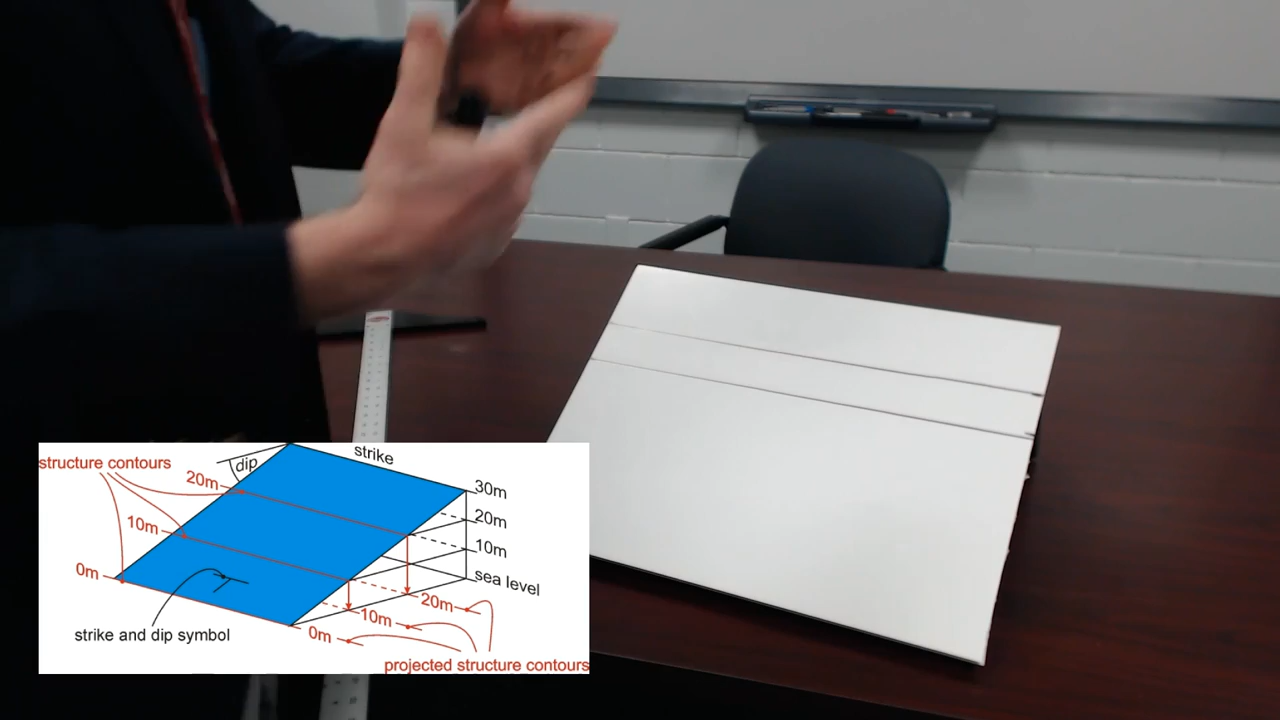 strike
dip
structure contours
20m
30m
20m
10m
10m
0m
sea level
20m
10m
0m
strike and dip symbol
projected structure contours